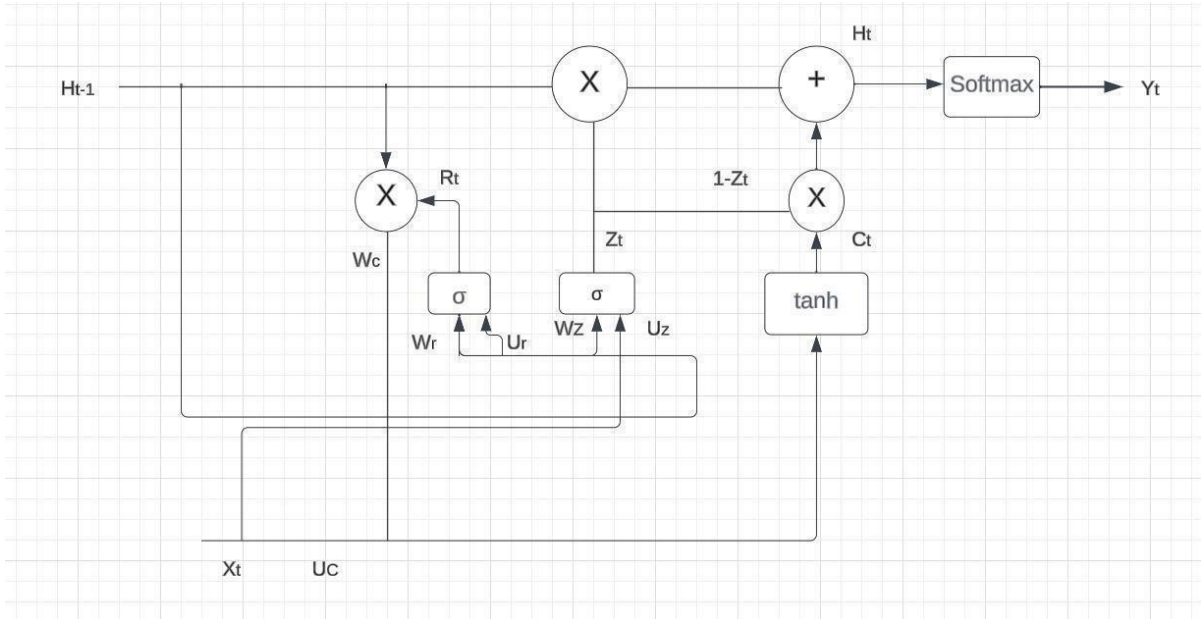 Ht
Ht-1
X
+
Softmax
Yt
Rt
1-Zt
X
X
Wc
Zt
Ct
σ
σ
tanh
Wr
Ur
Wz
Uz
Xt
UC